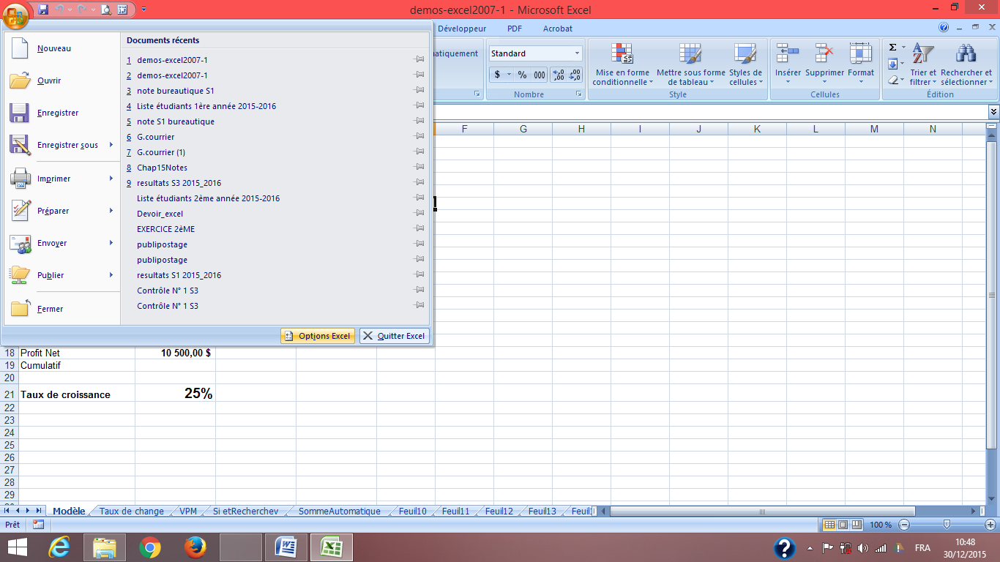 demos-excel2007-1 - Microsoft Excel
Développeur PDF Acrobat
Documents récents
Nouveau
Ouvrir
Enregistrer
Enregistrer sous
Imprimer
Préparer
Envoyer
Publier
Fermer
1 demos-excel2007-1
2 demos-excel2007-1
3 note bureautique S1
4 Liste étudiants 1ère année 2015-2016
5 note S1 bureautique
6 G.courrier
7 G.courrier (1)
8 Chap15Notes
9 resultats S3 2015_2016
Liste étudiants 2ème année 2015-2016
Devoir_excel
EXERCICE 2èME
publipostage
publipostage
resultats S1 2015_2016
Contrôle N° 1 S3
Contrôle N° 1 S3
Options Excel Quitter Excel
Standard
$ % 000
Nombre
Mise en forme conditionnelle
Mettre sous forme de tableau
Styles de cellules
Style
Insérer Supprimer Format
Cellules
Σ
Trier et filtrer
Rechercher et sélectionner
Édition
F G H I J K L M N
18 Profit Net 10 500,00 $
19 Cumulatif
20
21 Taux de croissance 25%
22
23
24
25
26
27
28
29
Modèle Taux de change VPM Si etRecherchev SommeAutomatique Feuil10 Feuil11 Feuil12 Feuil13
Prêt 100 %
FRA
10:48
30/12/2015